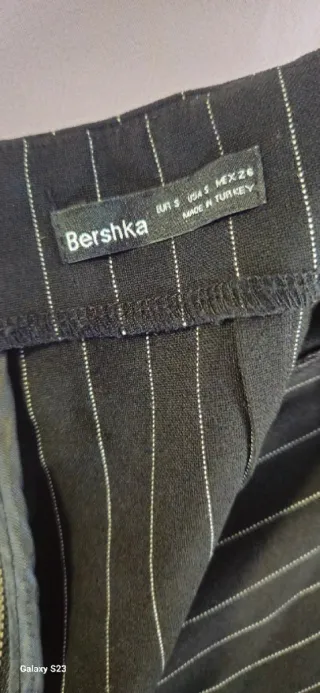 Bershka
EUR S USA S MEX 26
MADE IN TURKEY
Galaxy S23